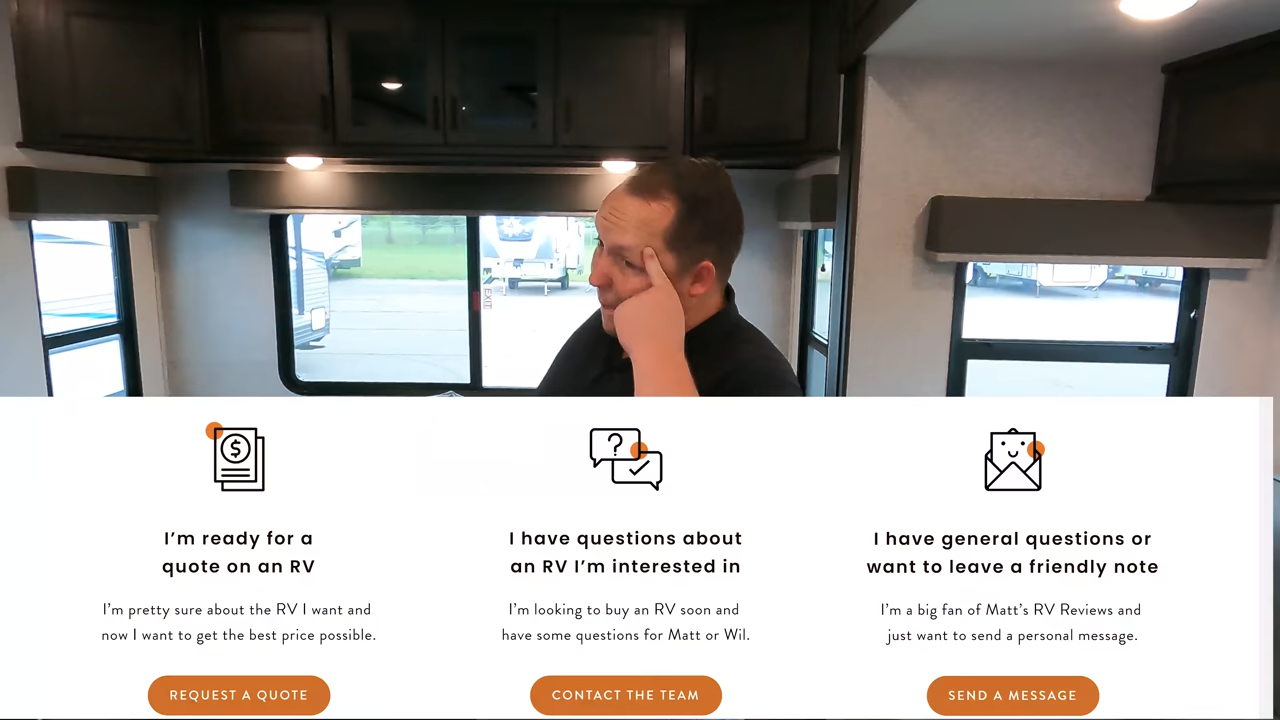 EXIT
I'm ready for a
quote on an RV
I'm pretty sure about the RV I want and
now I want to get the best price possible.
REQUEST A QUOTE
I have questions about
an RV I'm interested in
I'm looking to buy an RV soon and
have some questions for Matt or Wil.
CONTACT THE TEAM
I have general questions or
want to leave a friendly note
I'm a big fan of Matt's RV Reviews and
just want to send a personal message.
SEND A MESSAGE